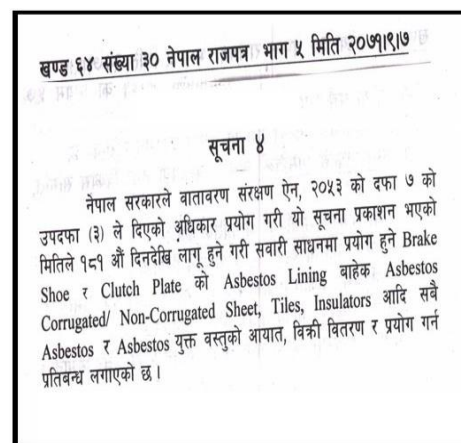 खण्ड ६४ संख्या ३० नेपाल राजपत्र भाग ५ मिति २०७१।९।७
सूचना ४
नेपाल सरकारले वातावरण संरक्षण ऐन, २०५३ को दफा ७ को
उपदफा (३) ले दिएको अधिकार प्रयोग गरी यो सूचना प्रकाशन भएको
मितिले १८१ औं दिनदेखि लागू हुने गरी सवारी साधनमा प्रयोग हुने Brake
Shoe र Clutch Plate को Asbestos Lining बाहेक Asbestos
Corrugated/ Non-Corrugated Sheet, Tiles, Insulators आदि सबै
Asbestos र Asbestos युक्त वस्तुको आयात, विक्री वितरण र प्रयोग गर्न
प्रतिबन्ध लगाएको छ ।